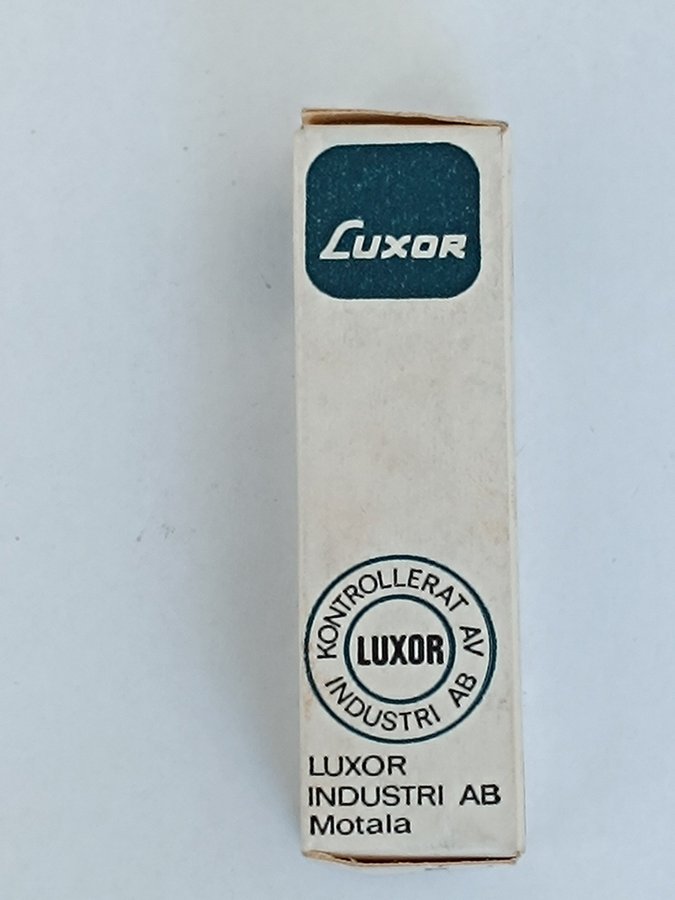 LUXOR
KONTROLLERAT AV
LUXOR
INDUSTRI AB
LUXOR
INDUSTRI AB
Motala